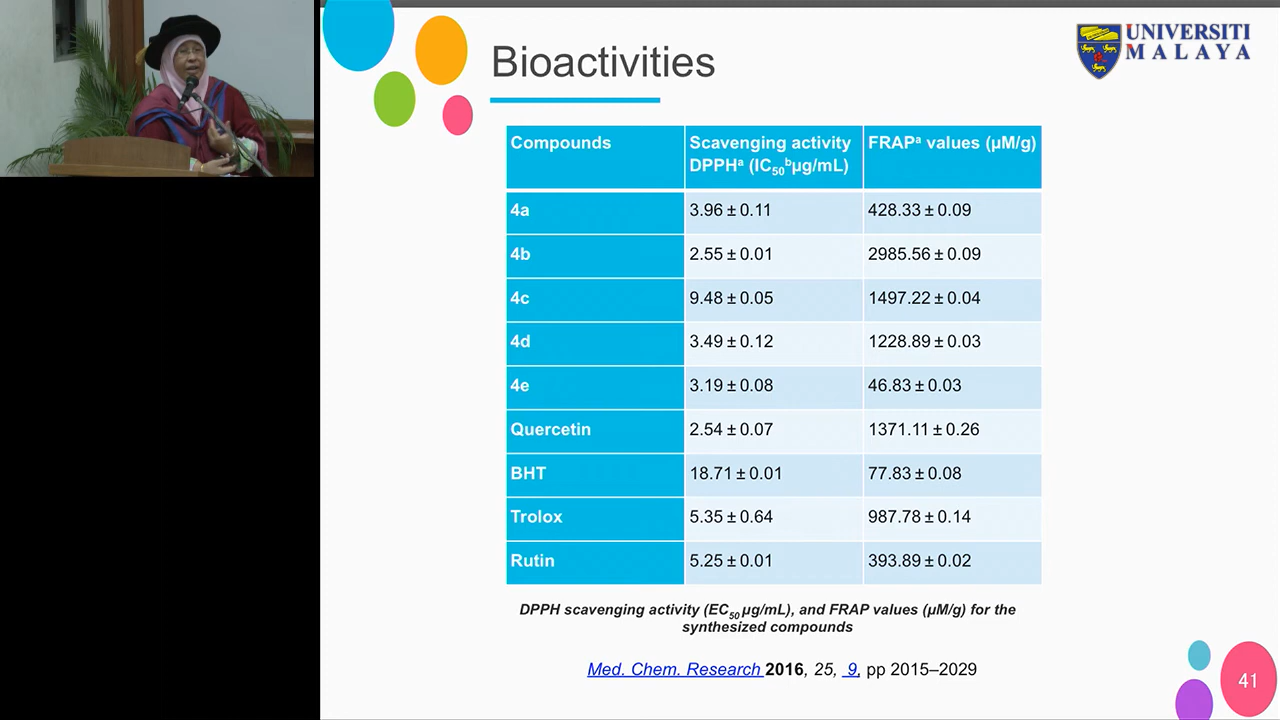 UNIVERSITI
MALAYA
Bioactivities
Compounds
Scavenging activity
DPPHᵃ (IC₅₀ᵇµg/mL)
FRAPᵃ values (µM/g)
4a 3.96 ± 0.11 428.33 ± 0.09
4b 2.55 ± 0.01 2985.56 ± 0.09
4c 9.48 ± 0.05 1497.22 ± 0.04
4d 3.49 ± 0.12 1228.89 ± 0.03
4e 3.19 ± 0.08 46.83 ± 0.03
Quercetin 2.54 ± 0.07 1371.11 ± 0.26
BHT 18.71 ± 0.01 77.83 ± 0.08
Trolox 5.35 ± 0.64 987.78 ± 0.14
Rutin 5.25 ± 0.01 393.89 ± 0.02
DPPH scavenging activity (EC₅₀ µg/mL), and FRAP values (µM/g) for the
synthesized compounds
Med. Chem. Research 2016, 25, 9, pp 2015–2029
41